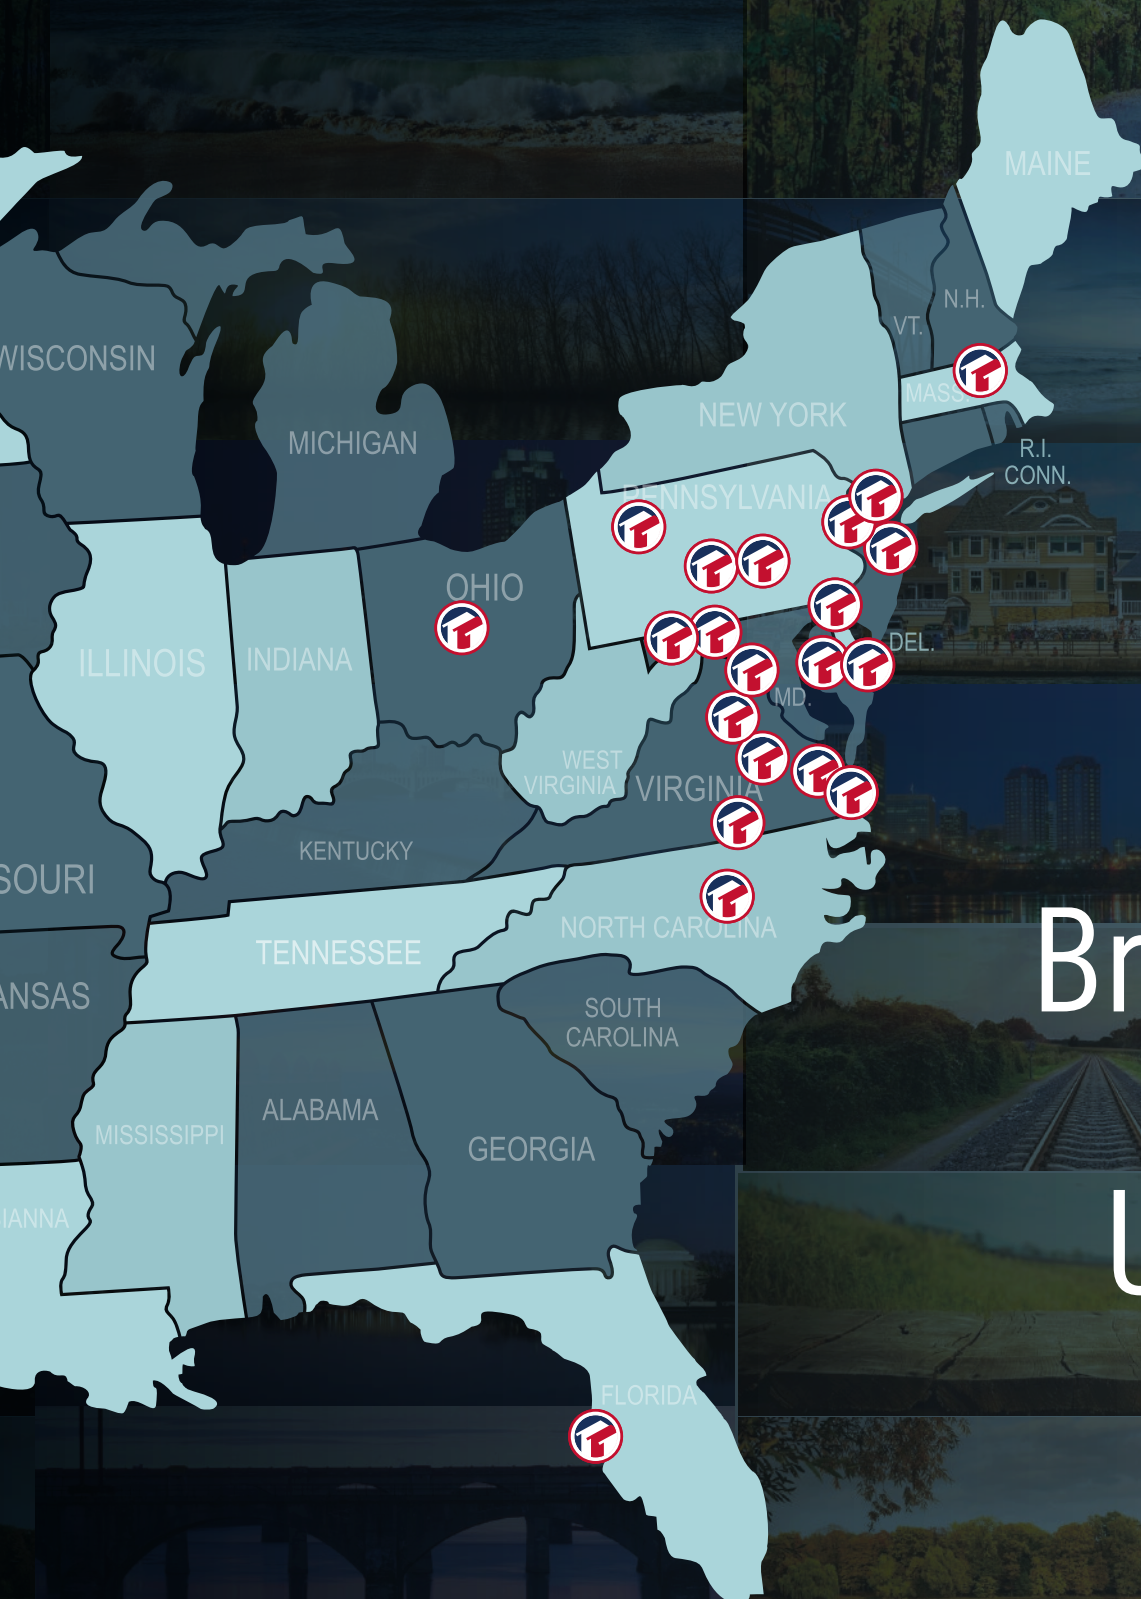 MAINE
N.H.
VT.
WISCONSIN
MASS.
NEW YORK
MICHIGAN
R.I.
CONN.
PENNSYLVANIA
OHIO
DEL.
ILLINOIS
INDIANA
MD.
WEST
VIRGINIA
VIRGINIA
KENTUCKY
SOURI
NORTH CAROLINA
TENNESSEE
Br
ANSAS
SOUTH
CAROLINA
ALABAMA
MISSISSIPPI
GEORGIA
IANNA
U
FLORIDA